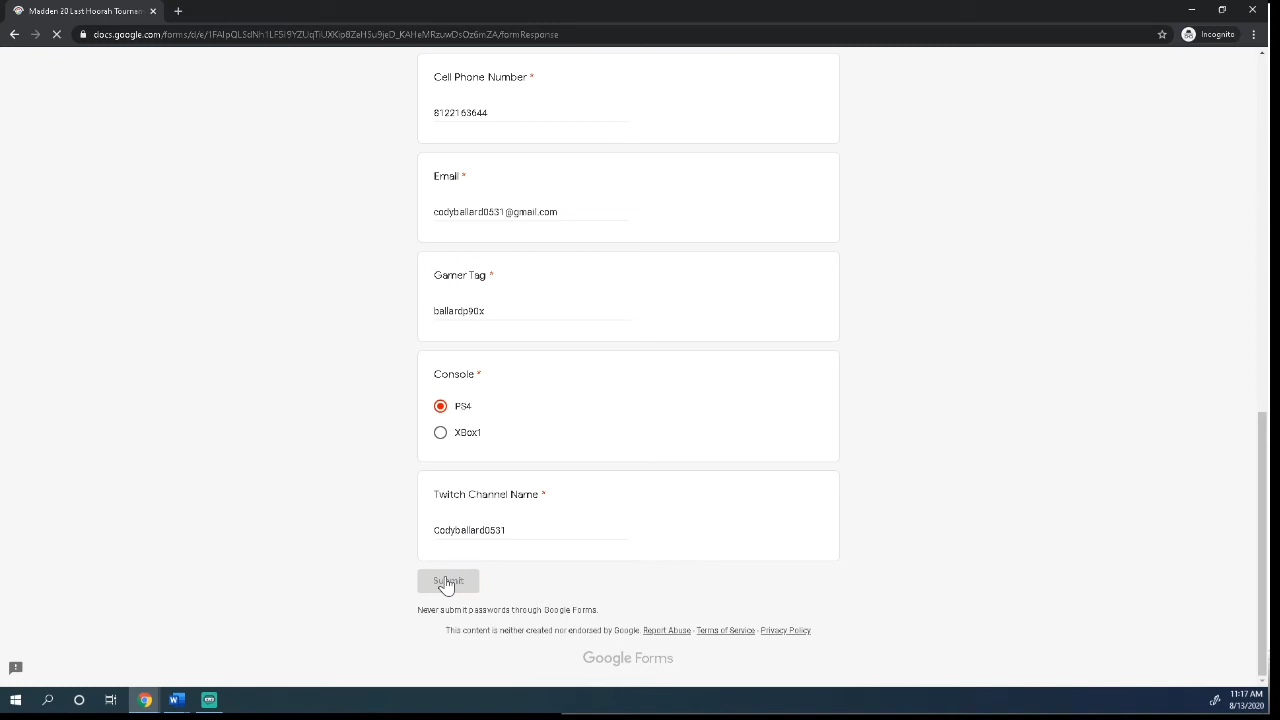 Madden 20 Last Hoorah Tournam
docs.google.com/forms/d/e/1FAIpQLSdNh1LF5I9YZUqTlUXKip8ZeHSu9jeD_KAHeMRzuwDsOz6mZA/formResponse
Incognito
Cell Phone Number *
8122163644
Email *
codyballard0531@gmail.com
Gamer Tag *
ballardp90x
Console *
PS4
XBox1
Twitch Channel Name *
Codyballard0531
Submit
Never submit passwords through Google Forms.
This content is neither created nor endorsed by Google. Report Abuse - Terms of Service - Privacy Policy
Google Forms
11:17 AM
8/13/2020